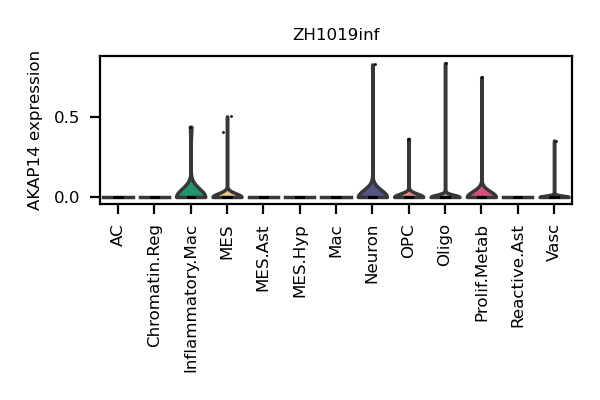 ZH1019inf
AKAP14 expression
0.5
0.0
AC
Chromatin.Reg
Inflammatory.Mac
MES
MES.Ast
MES.Hyp
Mac
Neuron
OPC
Oligo
Prolif.Metab
Reactive.Ast
Vasc